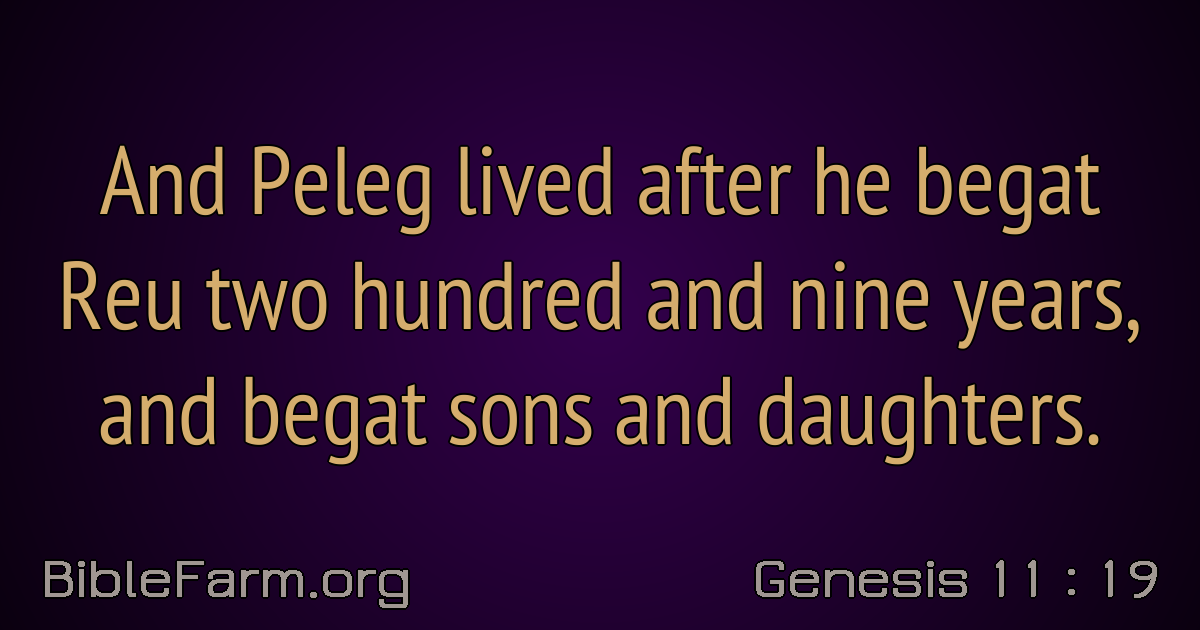 And Peleg lived after he begat
Reu two hundred and nine years,
and begat sons and daughters.
BibleFarm.org
Genesis 11 : 19